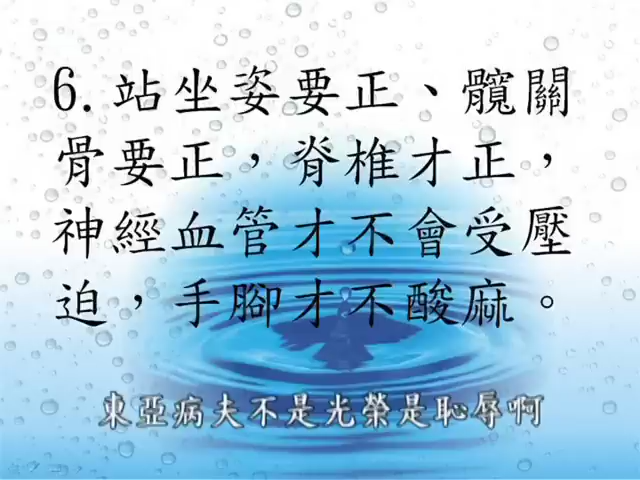 6.站坐姿要正、髖關
骨要正，脊椎才正，
神經血管才不會受壓
迫，手腳才不酸麻。
東亞病夫不是光榮是恥辱啊